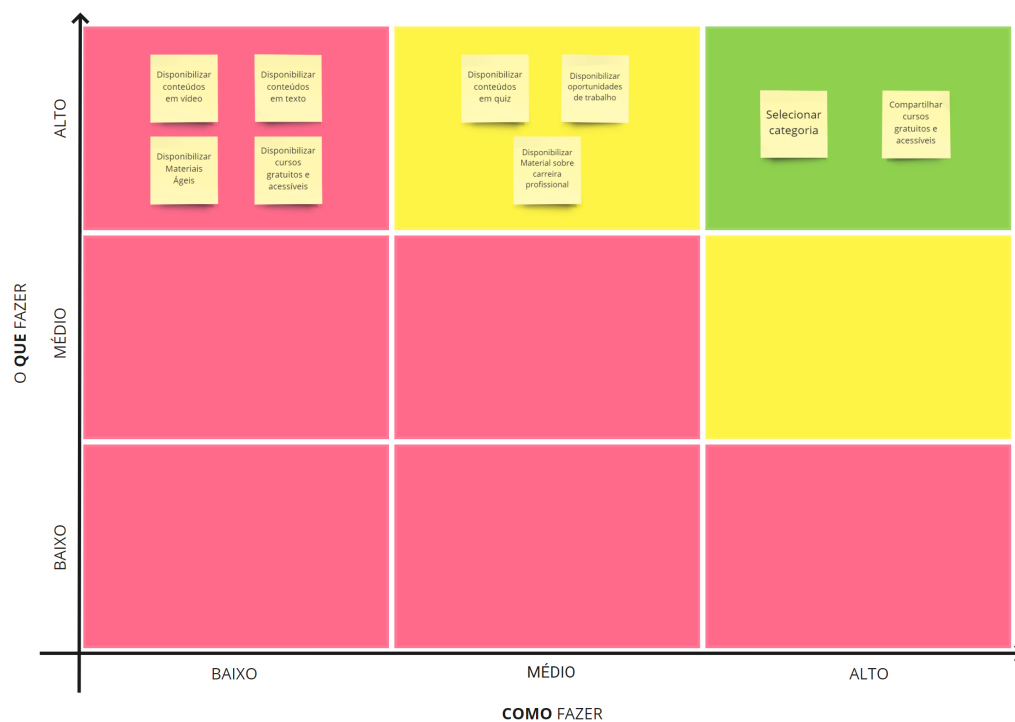 ALTO
Disponibilizar
conteúdos
em vídeo
Disponibilizar
conteúdos
em texto
Disponibilizar
Materiais
Ágeis
Disponibilizar
cursos
gratuitos e
acessíveis
Disponibilizar
conteúdos
em quiz
Disponibilizar
oportunidades
de trabalho
Disponibilizar
Material sobre
carreira
profissional
Selecionar
categoria
Compartilhar
cursos
gratuitos e
acessíveis
O QUE FAZER
MÉDIO
BAIXO
BAIXO
MÉDIO
ALTO
COMO FAZER